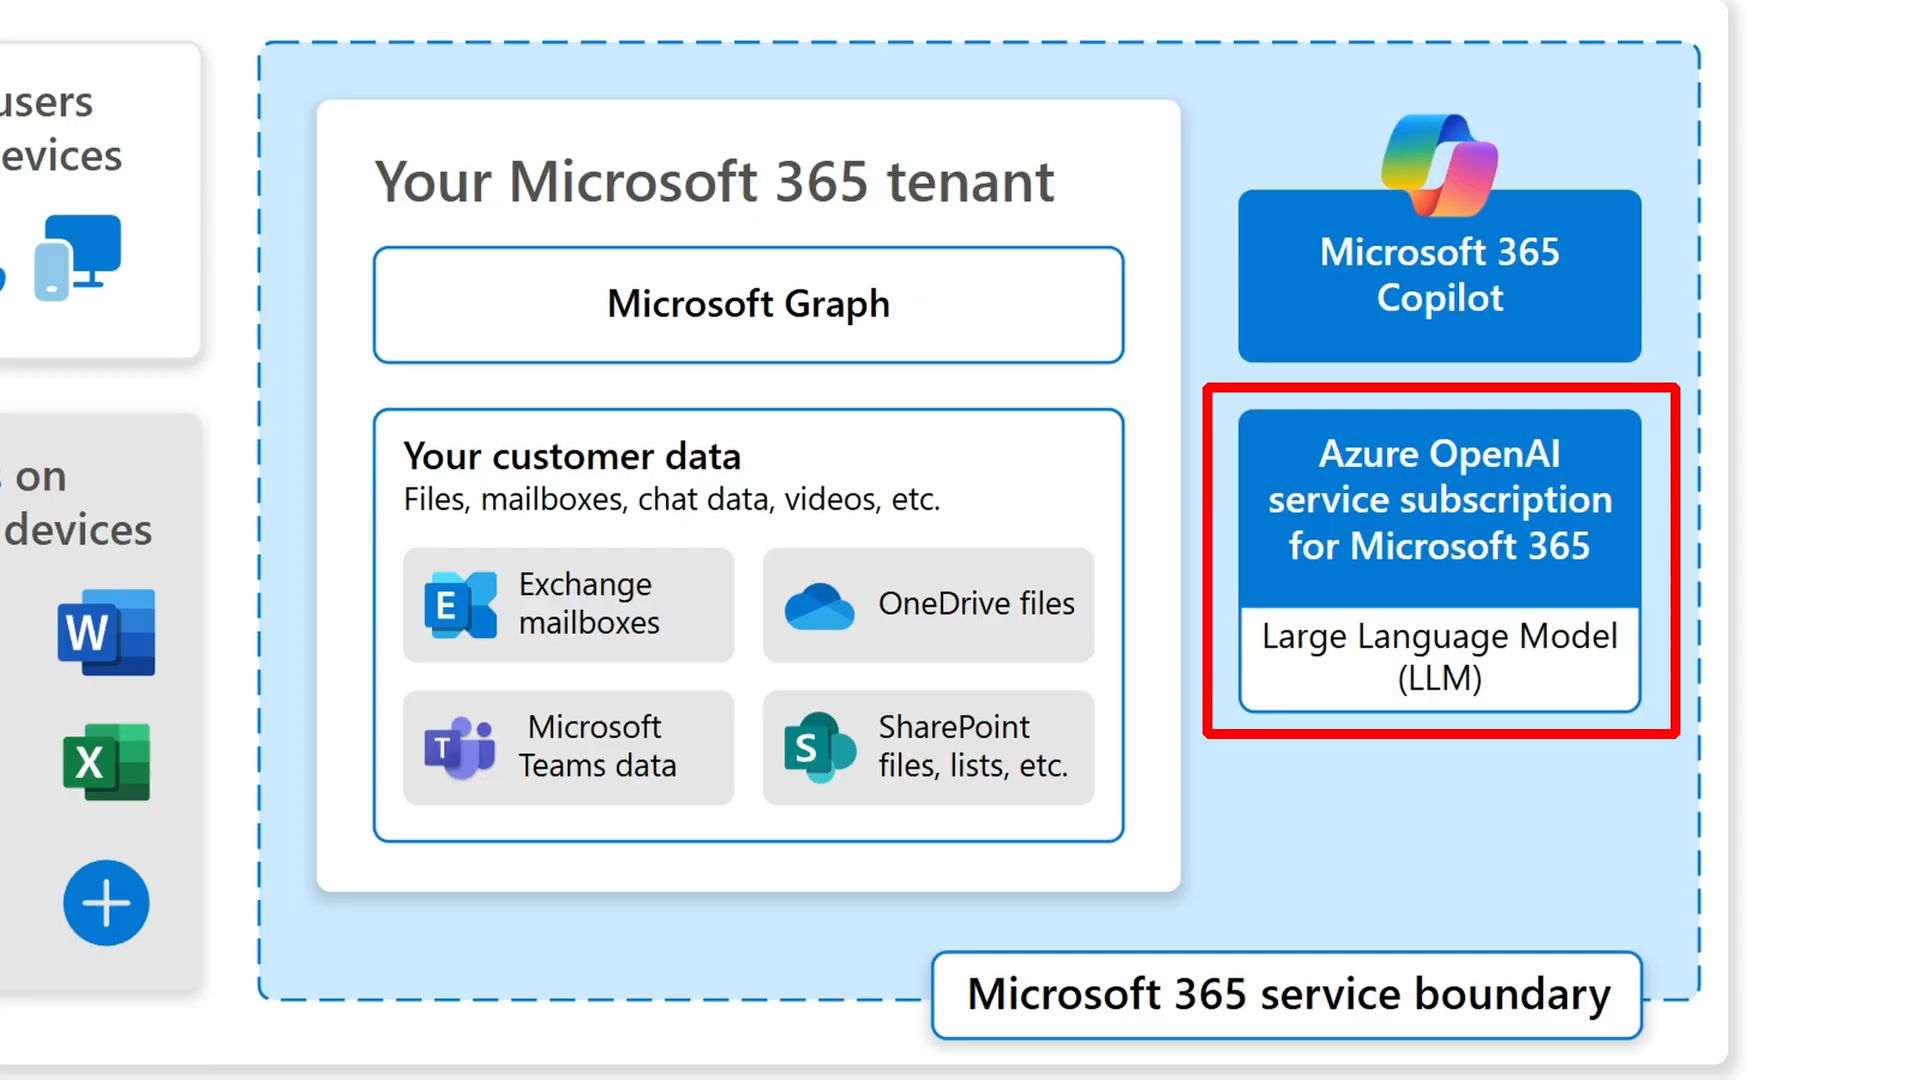 users
evices
s on
devices
W
X
Your Microsoft 365 tenant
Microsoft Graph
Your customer data
Files, mailboxes, chat data, videos, etc.
E
Exchange
mailboxes
OneDrive files
T
Microsoft
Teams data
S
SharePoint
files, lists, etc.
Microsoft 365
Copilot
Azure OpenAI
service subscription
for Microsoft 365
Large Language Model
(LLM)
Microsoft 365 service boundary